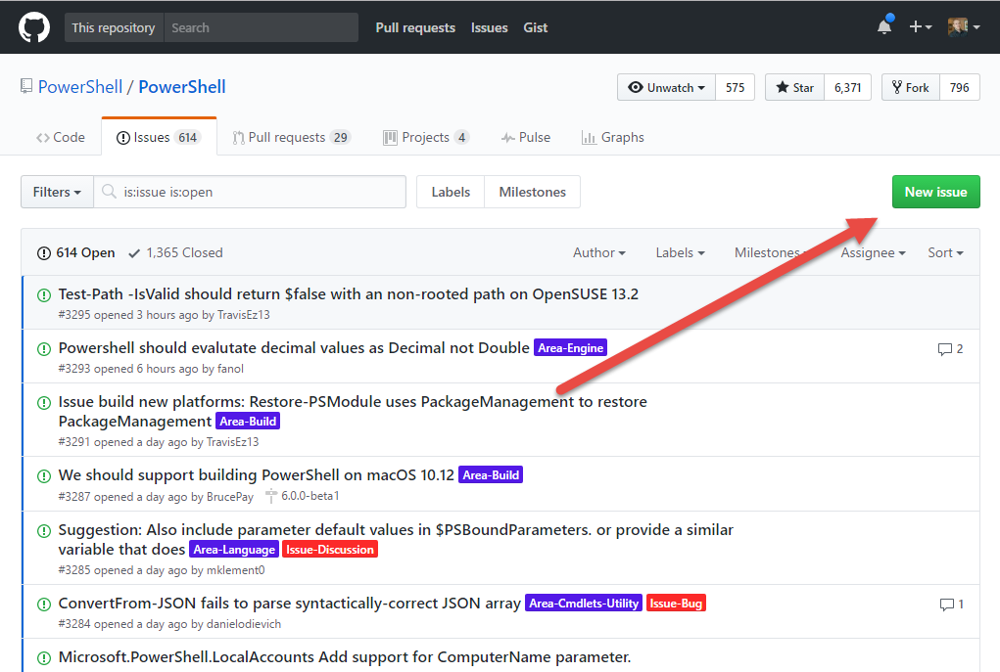 This repository Search Pull requests Issues Gist
PowerShell / PowerShell Unwatch 575 Star 6,371 Fork 796
Code Issues 614 Pull requests 29 Projects 4 Pulse Graphs
Filters is:issue is:open Labels Milestones New issue
614 Open 1,365 Closed Author Labels Milestones Assignee Sort
Test-Path -IsValid should return $false with an non-rooted path on OpenSUSE 13.2
#3295 opened 3 hours ago by TravisEz13
Powershell should evalutate decimal values as Decimal not Double Area-Engine 2
#3293 opened 6 hours ago by fanol
Issue build new platforms: Restore-PSModule uses PackageManagement to restore
PackageManagement Area-Build
#3291 opened a day ago by TravisEz13
We should support building PowerShell on macOS 10.12 Area-Build
#3287 opened a day ago by BrucePay 6.0.0-beta1
Suggestion: Also include parameter default values in $PSBoundParameters. or provide a similar
variable that does Area-Language Issue-Discussion
#3285 opened a day ago by mklement0
ConvertFrom-JSON fails to parse syntactically-correct JSON array Area-Cmdlets-Utility Issue-Bug 1
#3284 opened a day ago by danielodievich
Microsoft.PowerShell.LocalAccounts Add support for ComputerName parameter.